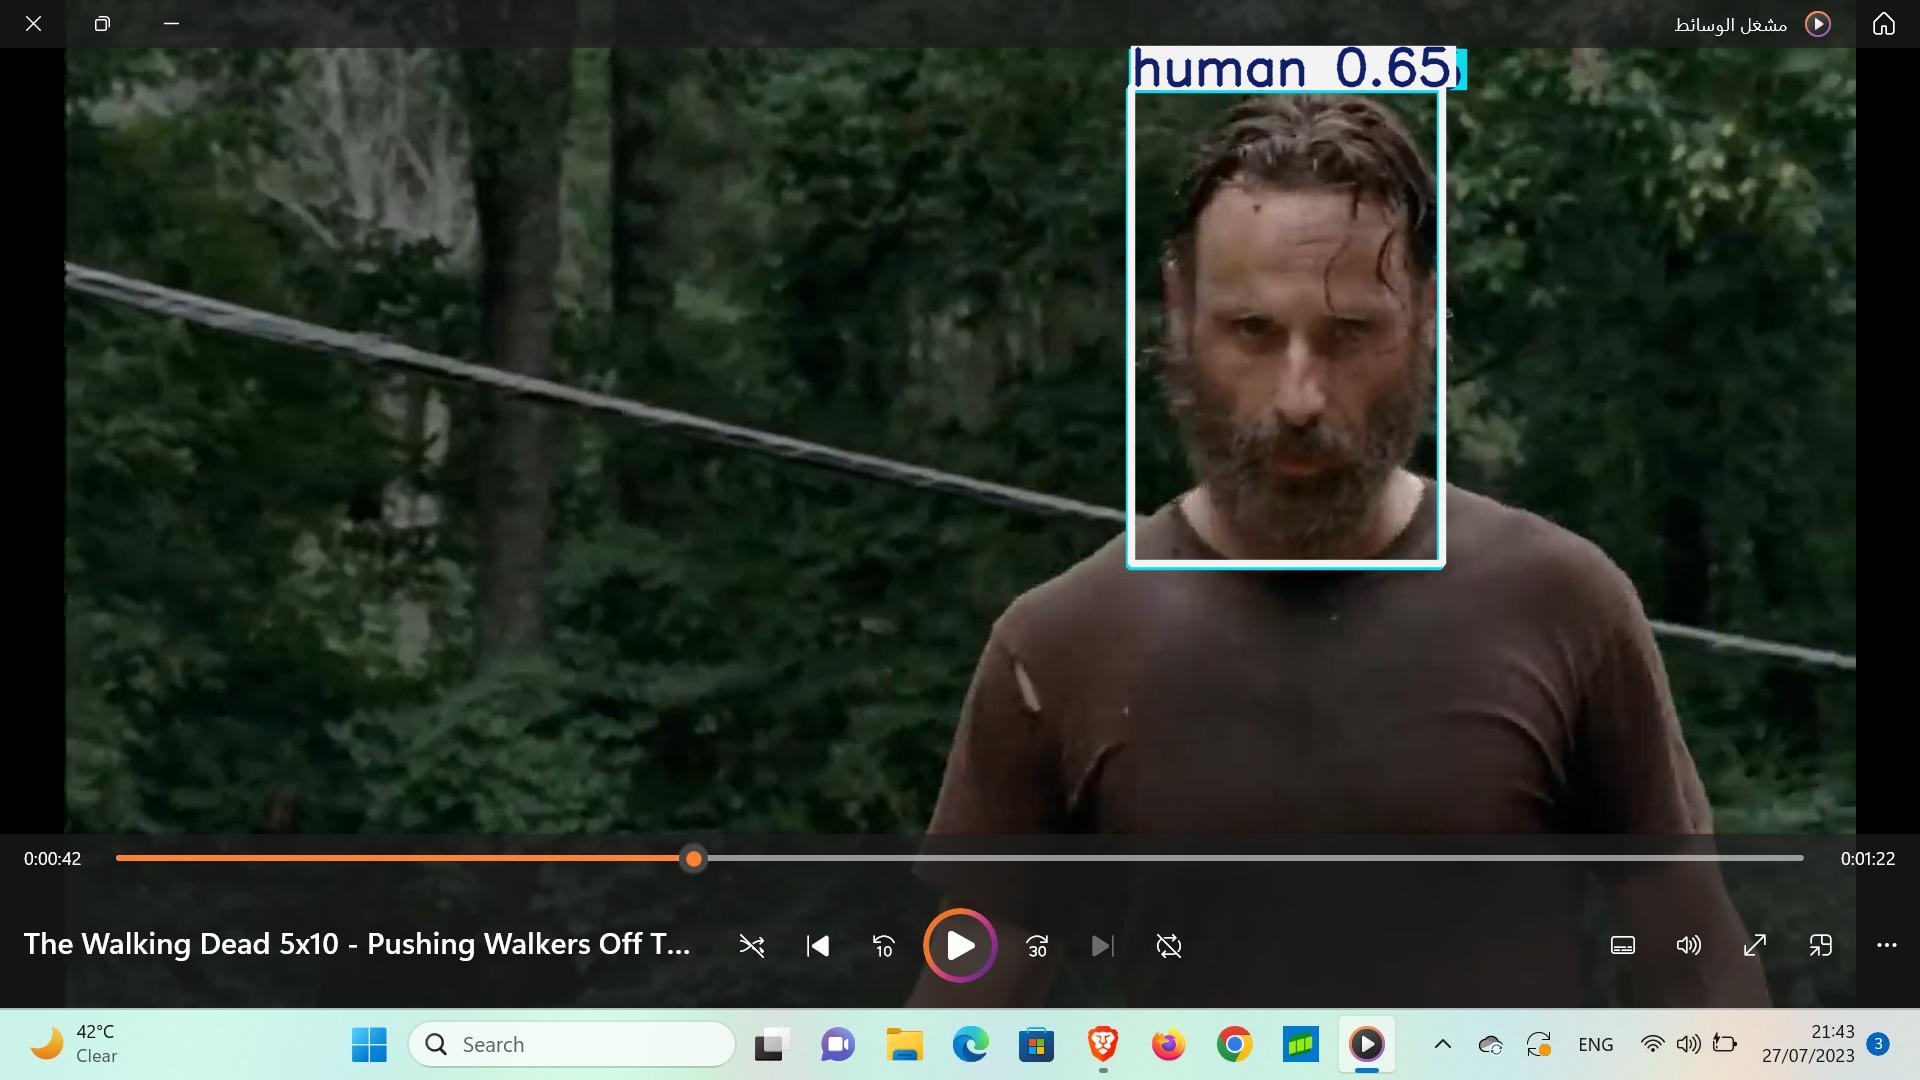 مشغل الوسائط
human 0.65
0:00:42
0:01:22
The Walking Dead 5x10 - Pushing Walkers Off T...
10
30
42°C
Clear
Search
ENG
21:43
27/07/2023
3